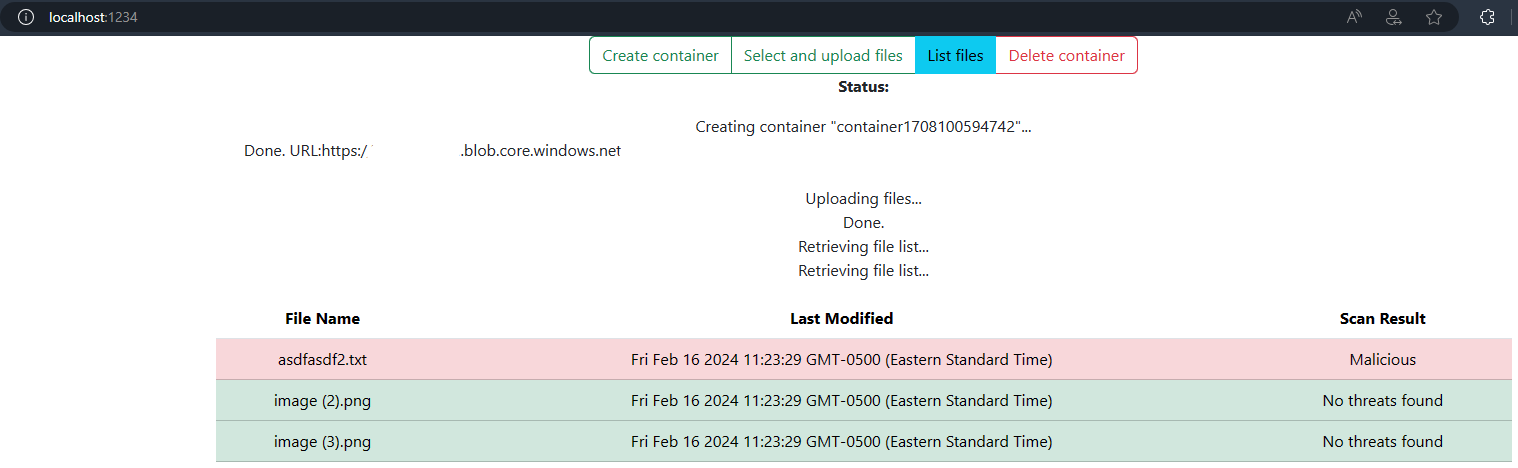 localhost:1234
Create container Select and upload files List files Delete container
Status:
Creating container "container1708100594742"...
Done. URL:https:/ .blob.core.windows.net
Uploading files...
Done.
Retrieving file list...
Retrieving file list...
File Name Last Modified Scan Result
asdfasdf2.txt Fri Feb 16 2024 11:23:29 GMT-0500 (Eastern Standard Time) Malicious
image (2).png Fri Feb 16 2024 11:23:29 GMT-0500 (Eastern Standard Time) No threats found
image (3).png Fri Feb 16 2024 11:23:29 GMT-0500 (Eastern Standard Time) No threats found